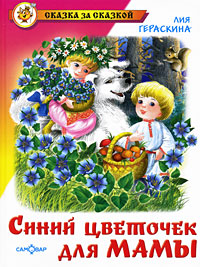 СКАЗКА ЗА СКАЗКОЙ
ЛИЯ
ГЕРАСКИНА
СИНИЙ ЦВЕТОЧЕК
ДЛЯ МАМЫ
САМОВАР